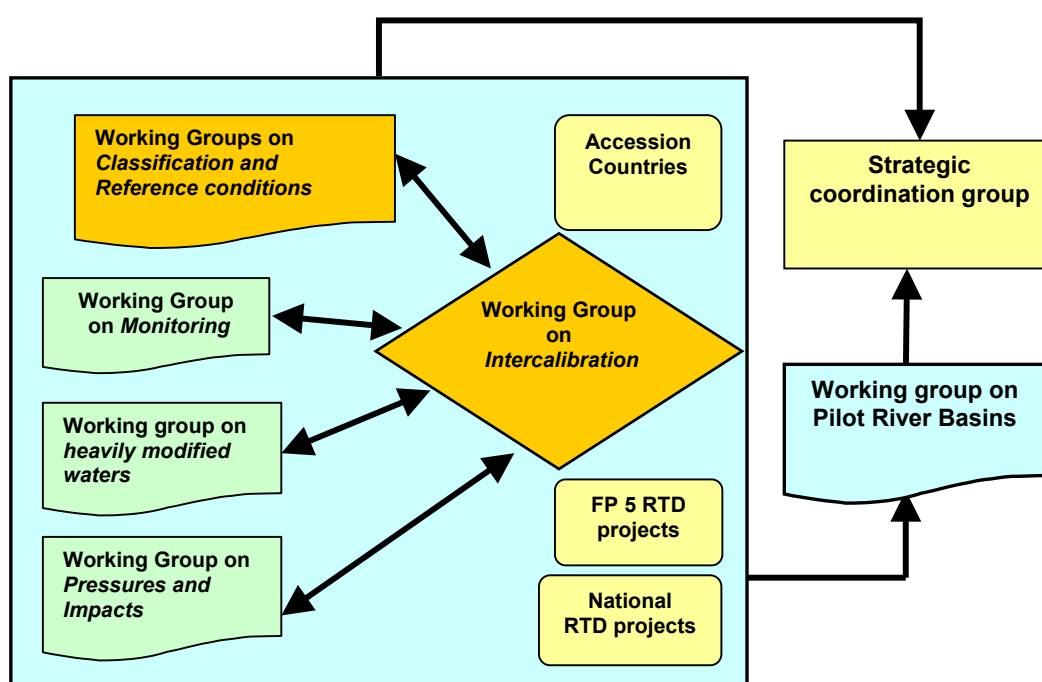 Working Groups on
Classification and
Reference conditions
Accession
Countries
Strategic
coordination group
Working Group
on Monitoring
Working Group
on
Intercalibration
Working group on
Pilot River Basins
Working group on
heavily modified
waters
FP 5 RTD
projects
Working Group on
Pressures and
Impacts
National
RTD projects